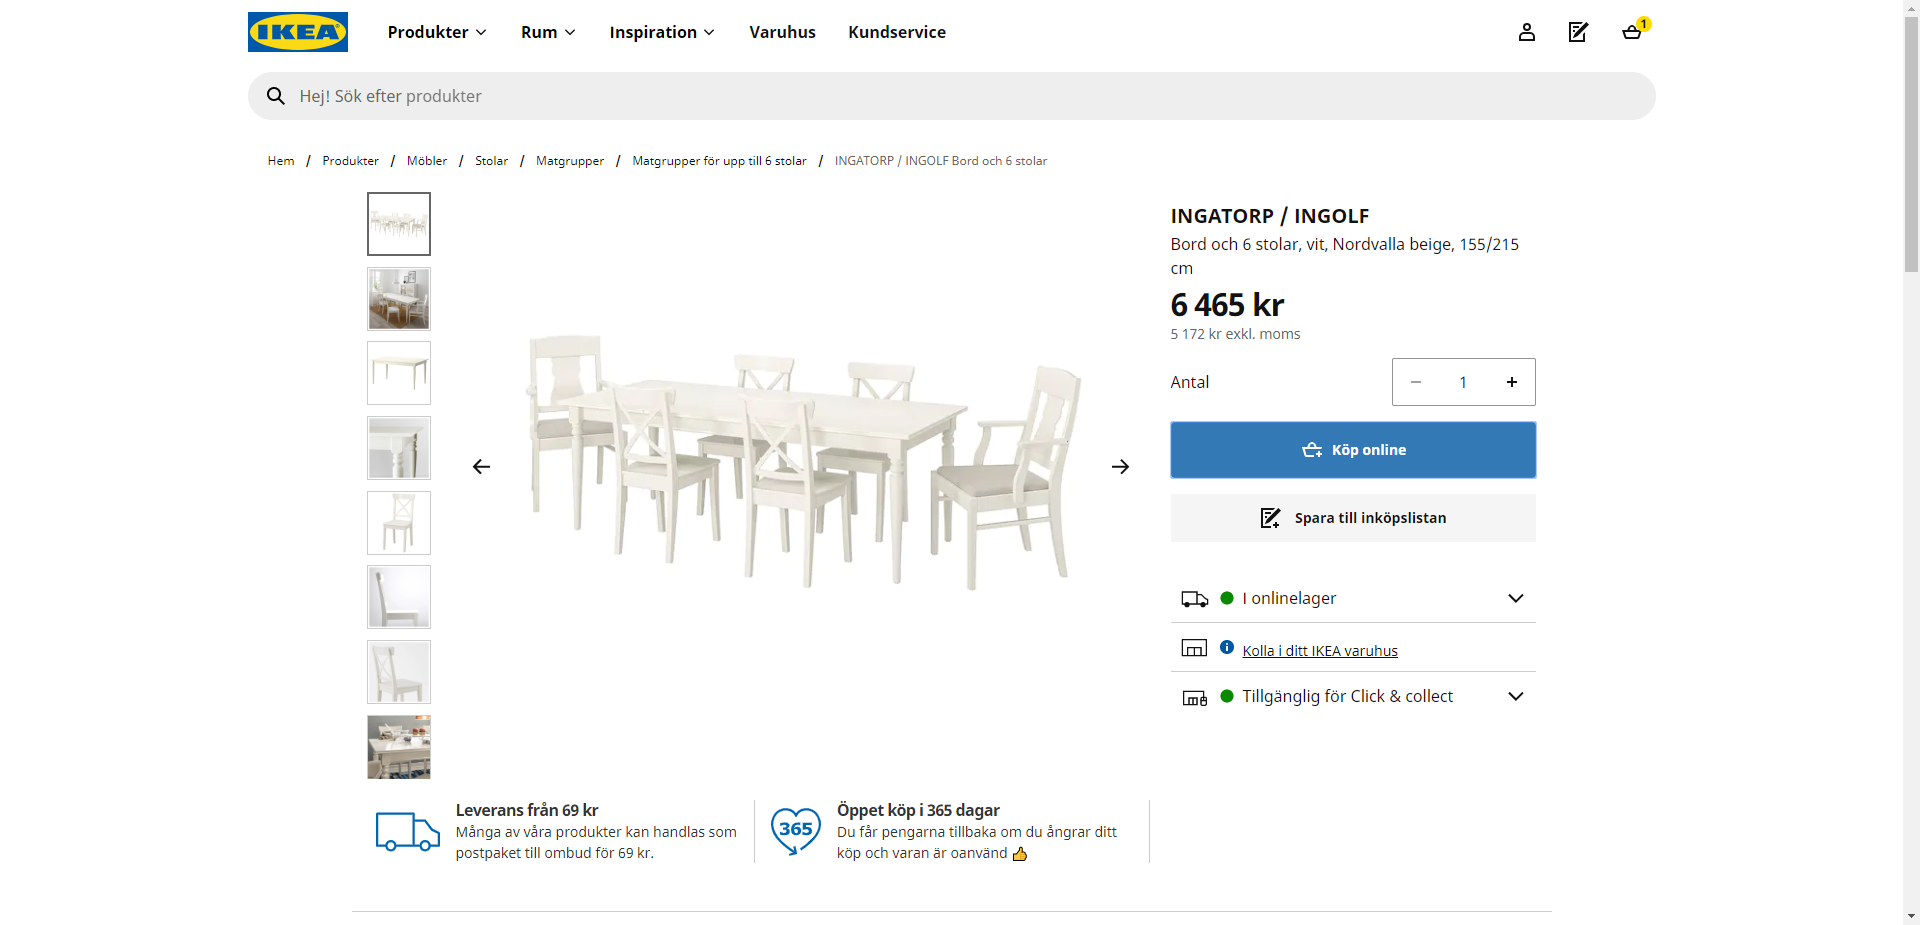 IKEA
Produkter
Rum
Inspiration
Varuhus
Kundservice
1
Hej! Sök efter produkter
Hem / Produkter / Möbler / Stolar / Matgrupper / Matgrupper för upp till 6 stolar / INGATORP / INGOLF Bord och 6 stolar
INGATORP / INGOLF
Bord och 6 stolar, vit, Nordvalla beige, 155/215
cm
6 465 kr
5 172 kr exkl. moms
Antal
1
Köp online
Spara till inköpslistan
I onlinelager
Kolla i ditt IKEA varuhus
Tillgänglig för Click & collect
Leverans från 69 kr
Många av våra produkter kan handlas som
postpaket till ombud för 69 kr.
365
Öppet köp i 365 dagar
Du får pengarna tillbaka om du ångrar ditt
köp och varan är oanvänd 👍